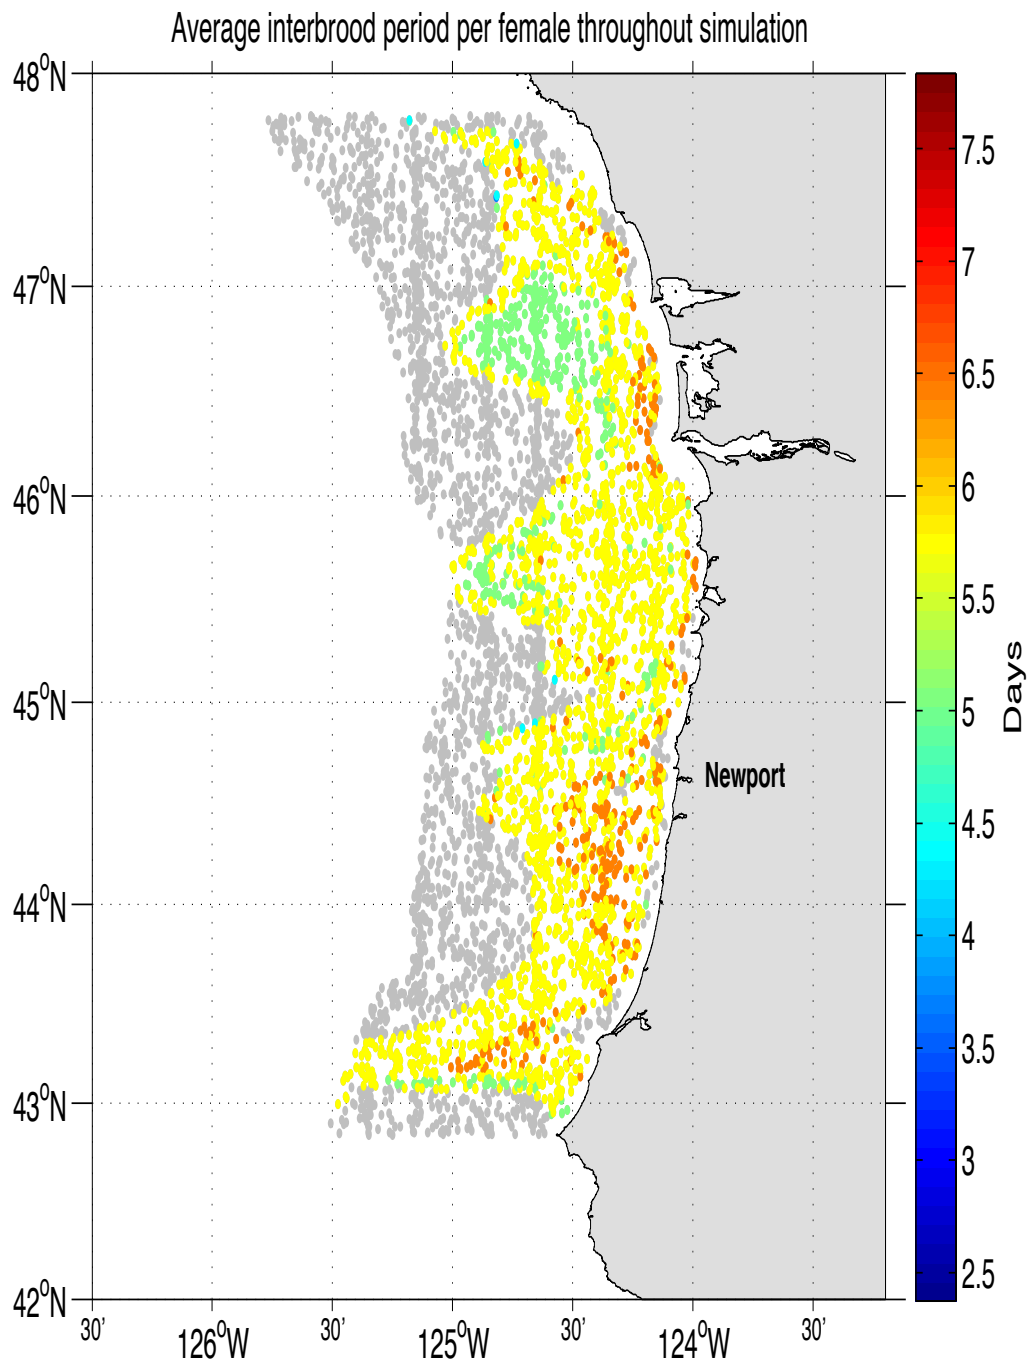 Average interbrood period per female throughout simulation
48°N
47°N
46°N
45°N
44°N
43°N
42°N
30'
126°W
30'
125°W
30'
124°W
30'
Newport
7.5
7
6.5
6
5.5
5
4.5
4
3.5
3
2.5
Days